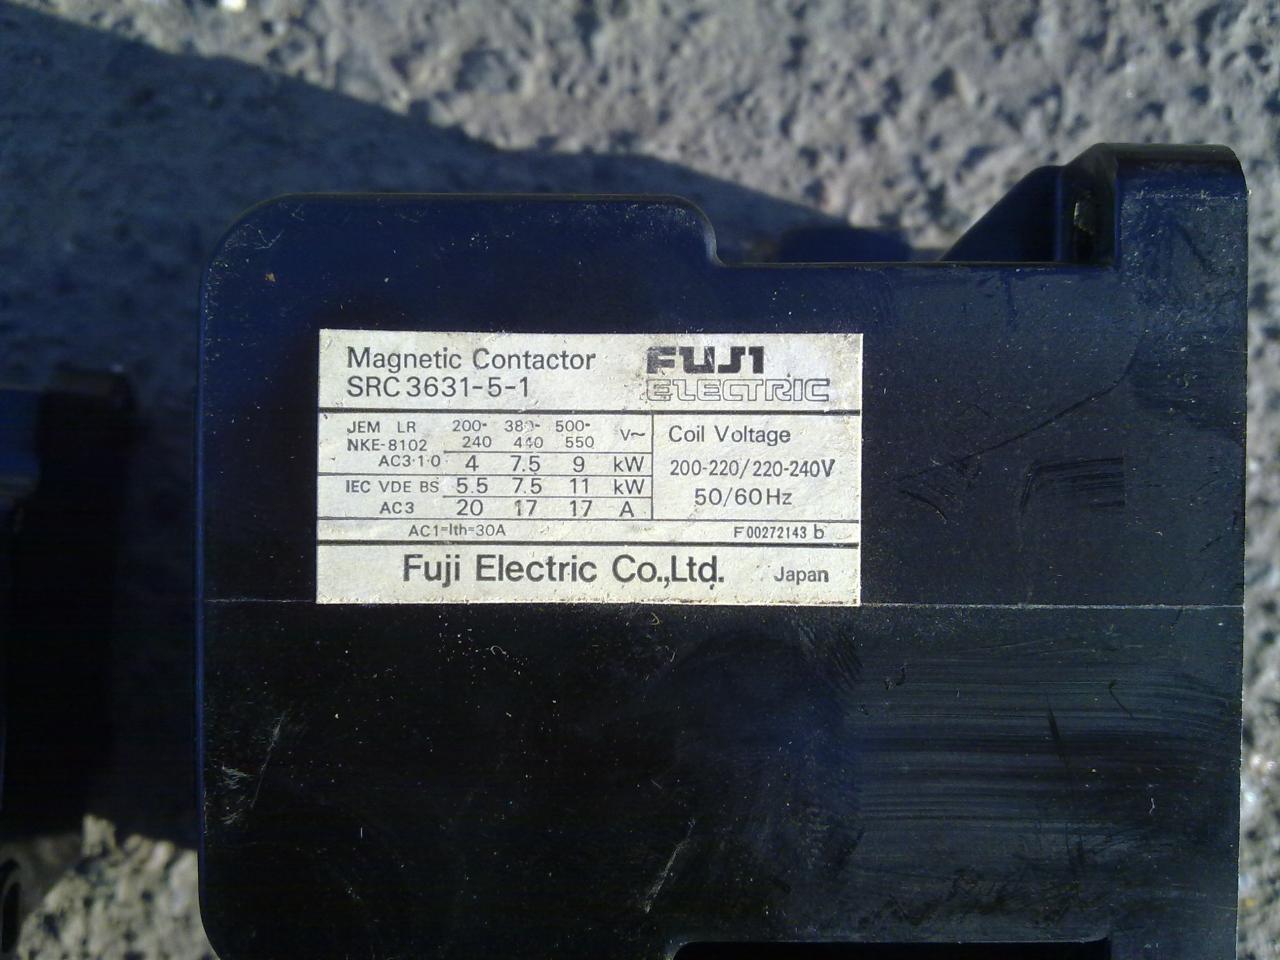 Magnetic Contactor
SRC 3631-5-1
FUJI
ELECTRIC
JEM LR 200- 380- 500-
NKE-8102 240 440 550 V~
AC3·1·0 4 7.5 9 kW
IEC VDE BS 5.5 7.5 11 kW
AC3 20 17 17 A
Coil Voltage
200-220/220-240V
50/60Hz
AC1=Ith=30A F00272143 b
Fuji Electric Co.,Ltd. Japan